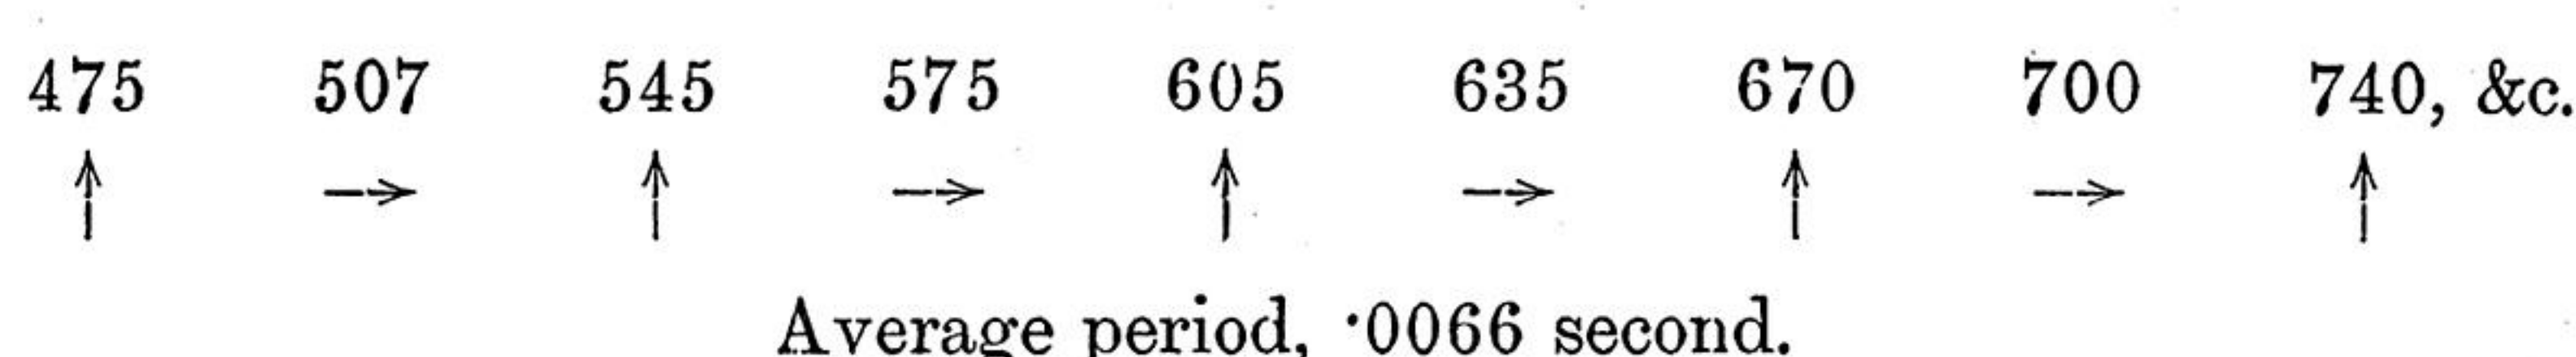 475 507 545 575 605 635 670 700 740, &c.
↑ → ↑ → ↑ → ↑ → ↑
Average period, ·0066 second.